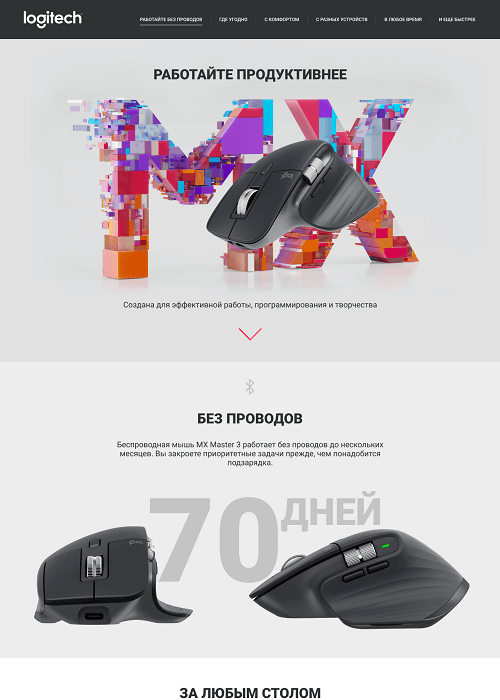 logitech
РАБОТАЙТЕ БЕЗ ПРОВОДОВ
ГДЕ УГОДНО
С КОМФОРТОМ
С РАЗНЫХ УСТРОЙСТВ
В ЛЮБОЕ ВРЕМЯ
И ЕЩЕ БЫСТРЕЕ
РАБОТАЙТЕ ПРОДУКТИВНЕЕ
MX
logi
Создана для эффективной работы, программирования и творчества
БЕЗ ПРОВОДОВ
Беспроводная мышь MX Master 3 работает без проводов до нескольких
месяцев. Вы закроете приоритетные задачи прежде, чем понадобится
подзарядка.
70 ДНЕЙ
logi
ЗА ЛЮБЫМ СТОЛОМ